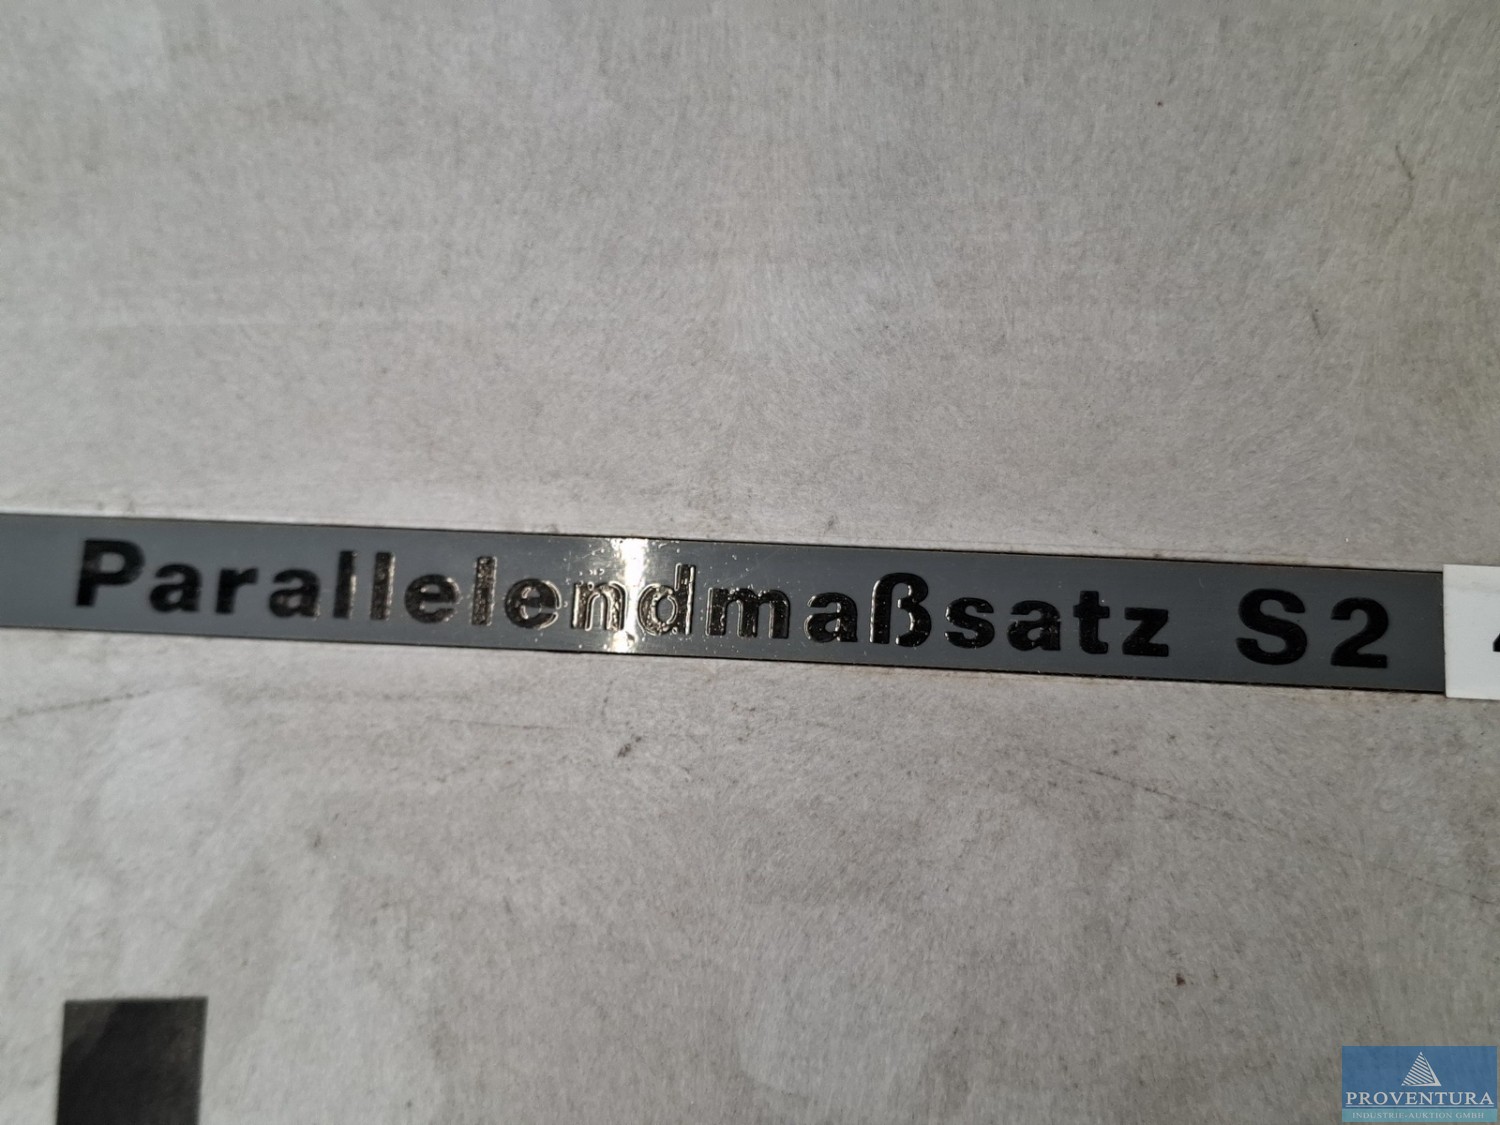 Parallelendmaßsatz S2
PROVENTURA
INDUSTRIE-AUKTION GMBH